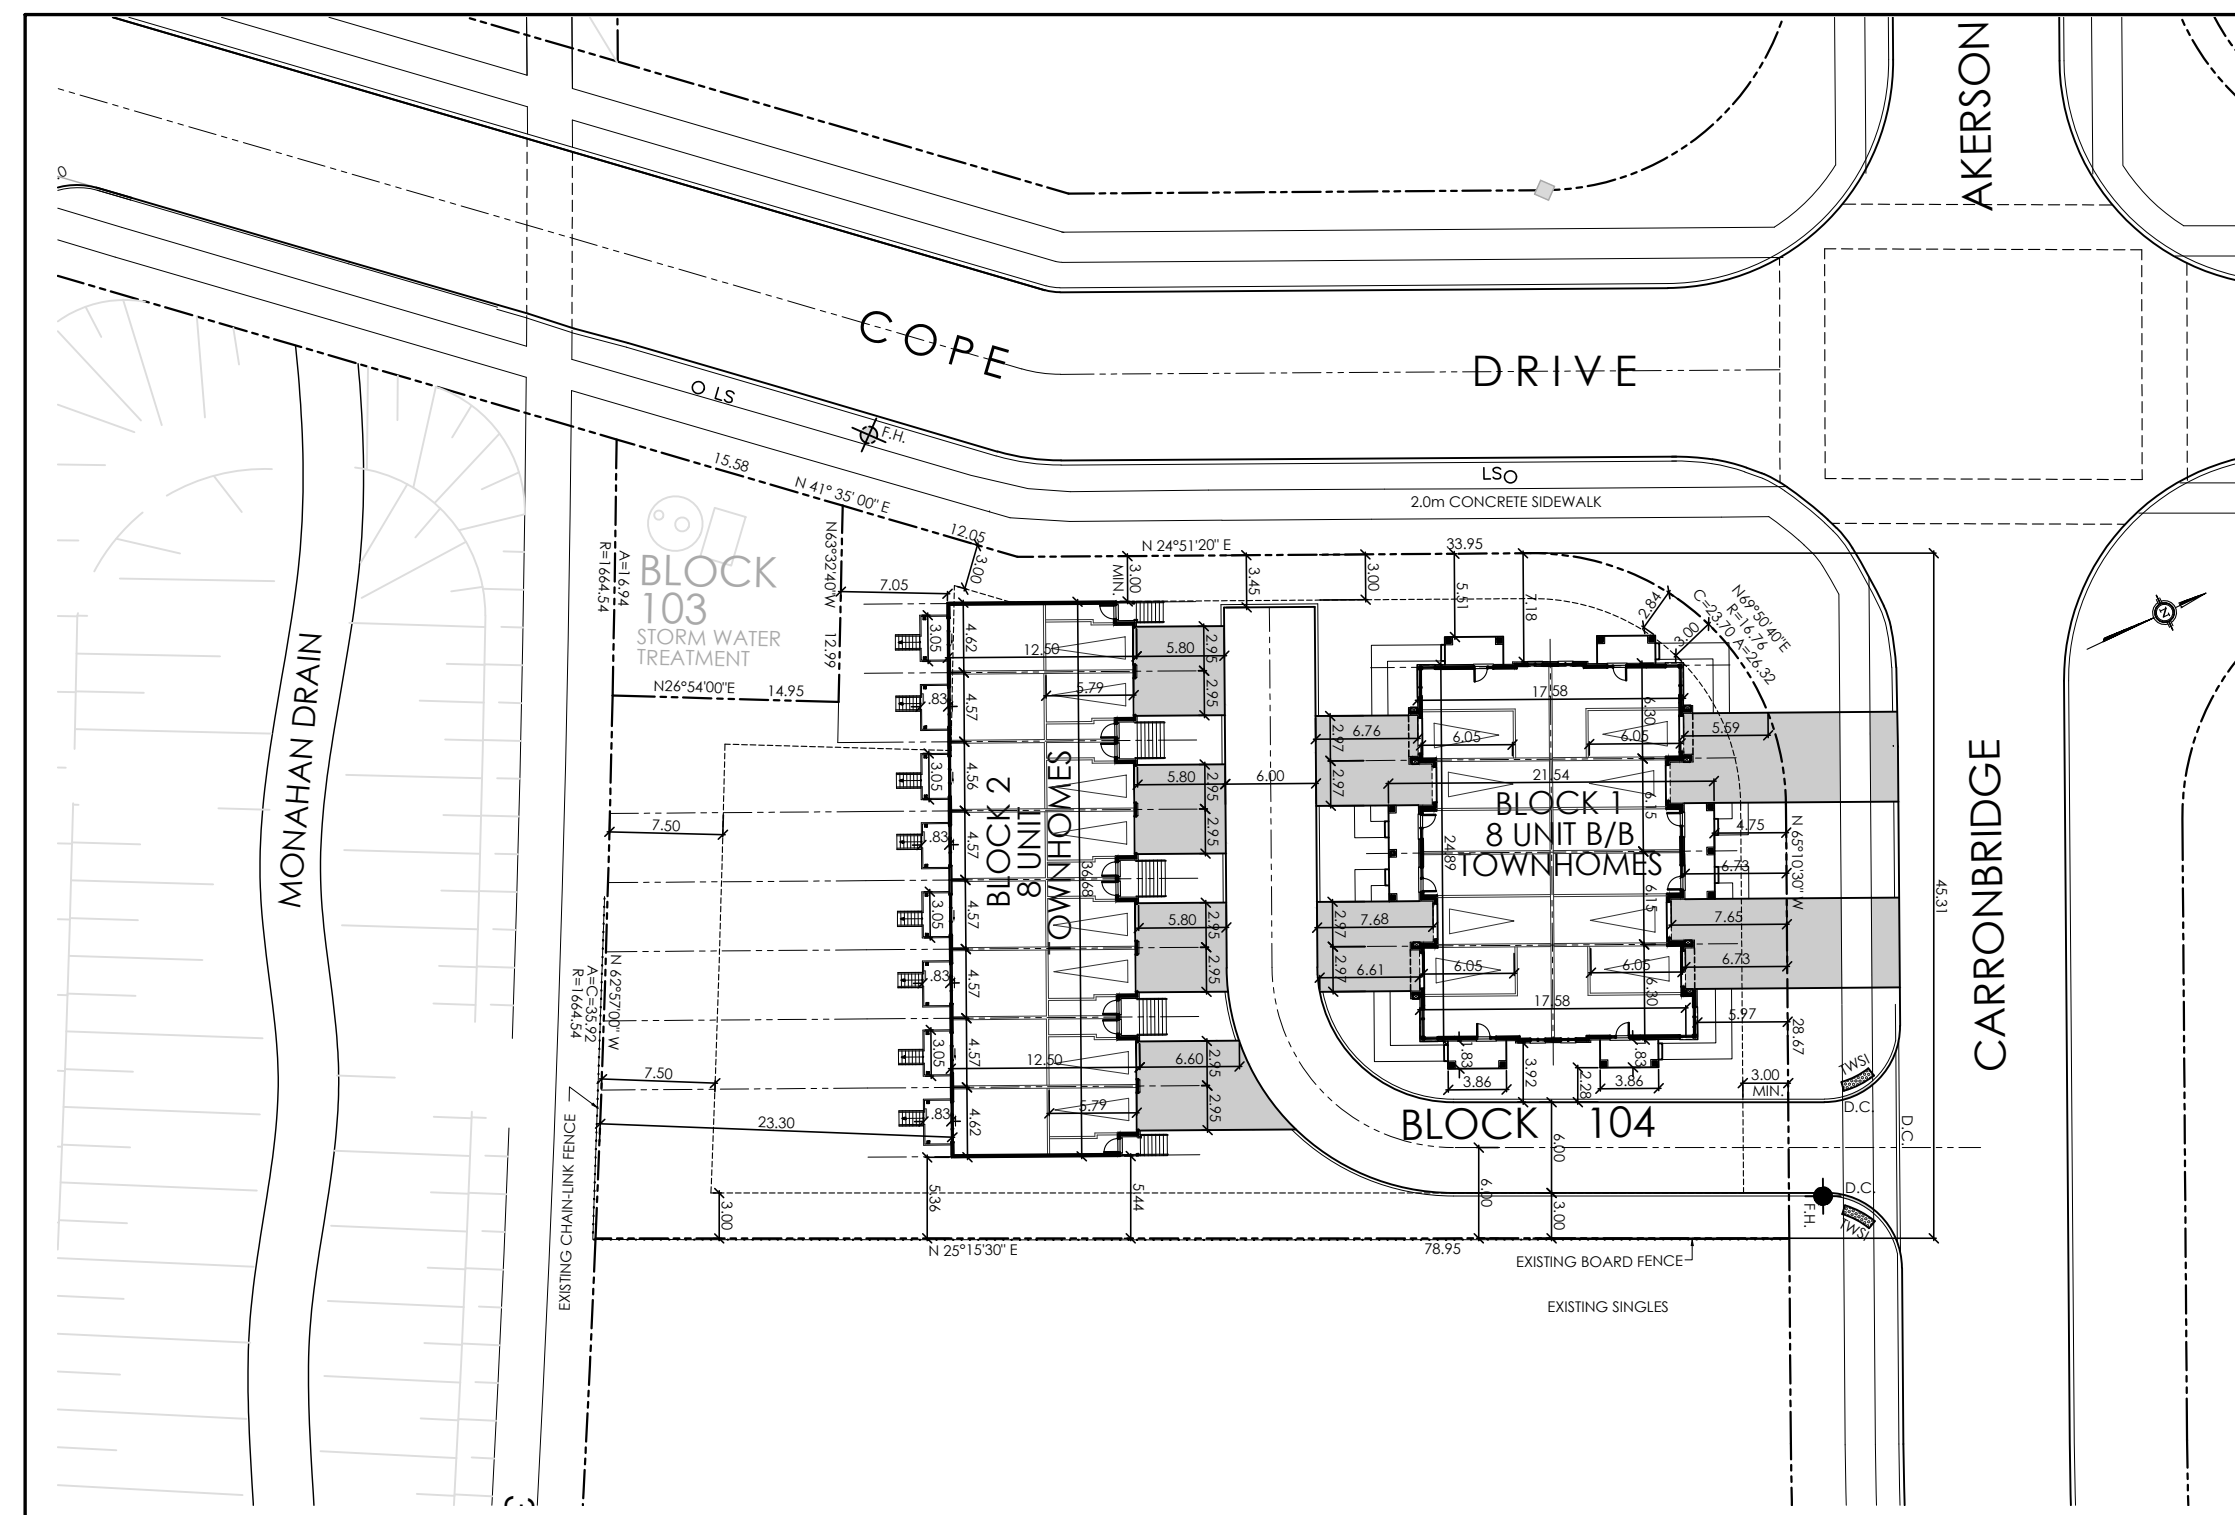 AKERSON
COPE
DRIVE
LS
F.H.
LS
2.0m CONCRETE SIDEWALK
15.58
N 41° 35' 00" E
12.05
3.00
N 24°51'20" E
33.95
A=16.94
R=1664.54
BLOCK
103
STORM WATER
TREATMENT
N63°32'40"W
12.99
N26°54'00"E
14.95
7.05
3.00
MIN.
3.45
3.00
5.51
7.18
2.84
3.00
N69°50'40"E
R=16.76
C=23.70 A=26.32
MONAHAN DRAIN
3.05
4.62
12.50
5.80
2.95
.83
4.57
5.79
2.95
3.05
4.56
5.80
2.95
.83
4.57
2.95
3.05
4.57
5.80
2.95
.83
4.57
2.95
3.05
4.57
12.50
6.60
2.95
.83
4.62
5.79
2.95
BLOCK 2
8 UNIT
TOWNHOMES
36.68
7.50
7.50
23.30
6.00
17.58
6.30
6.76
2.97
6.05
6.05
5.59
2.97
21.54
6.15
BLOCK 1
8 UNIT B/B
TOWNHOMES
24.89
4.75
6.73
N 65°10'30" W
6.15
7.68
2.97
7.65
6.61
2.97
6.05
6.05
6.73
6.30
17.58
5.97
28.67
45.31
CARRONBRIDGE
N
N 62°57'00" W
A=C=35.92
R=1664.54
.83
3.86
3.92
2.28
.83
3.86
3.00
MIN.
TWSI
D.C.
D.C.
BLOCK 104
6.00
6.00
3.00
D.C.
F.H.
TWSI
5.36
5.44
3.00
N 25°15'30" E
78.95
EXISTING CHAIN-LINK FENCE
EXISTING BOARD FENCE
EXISTING SINGLES